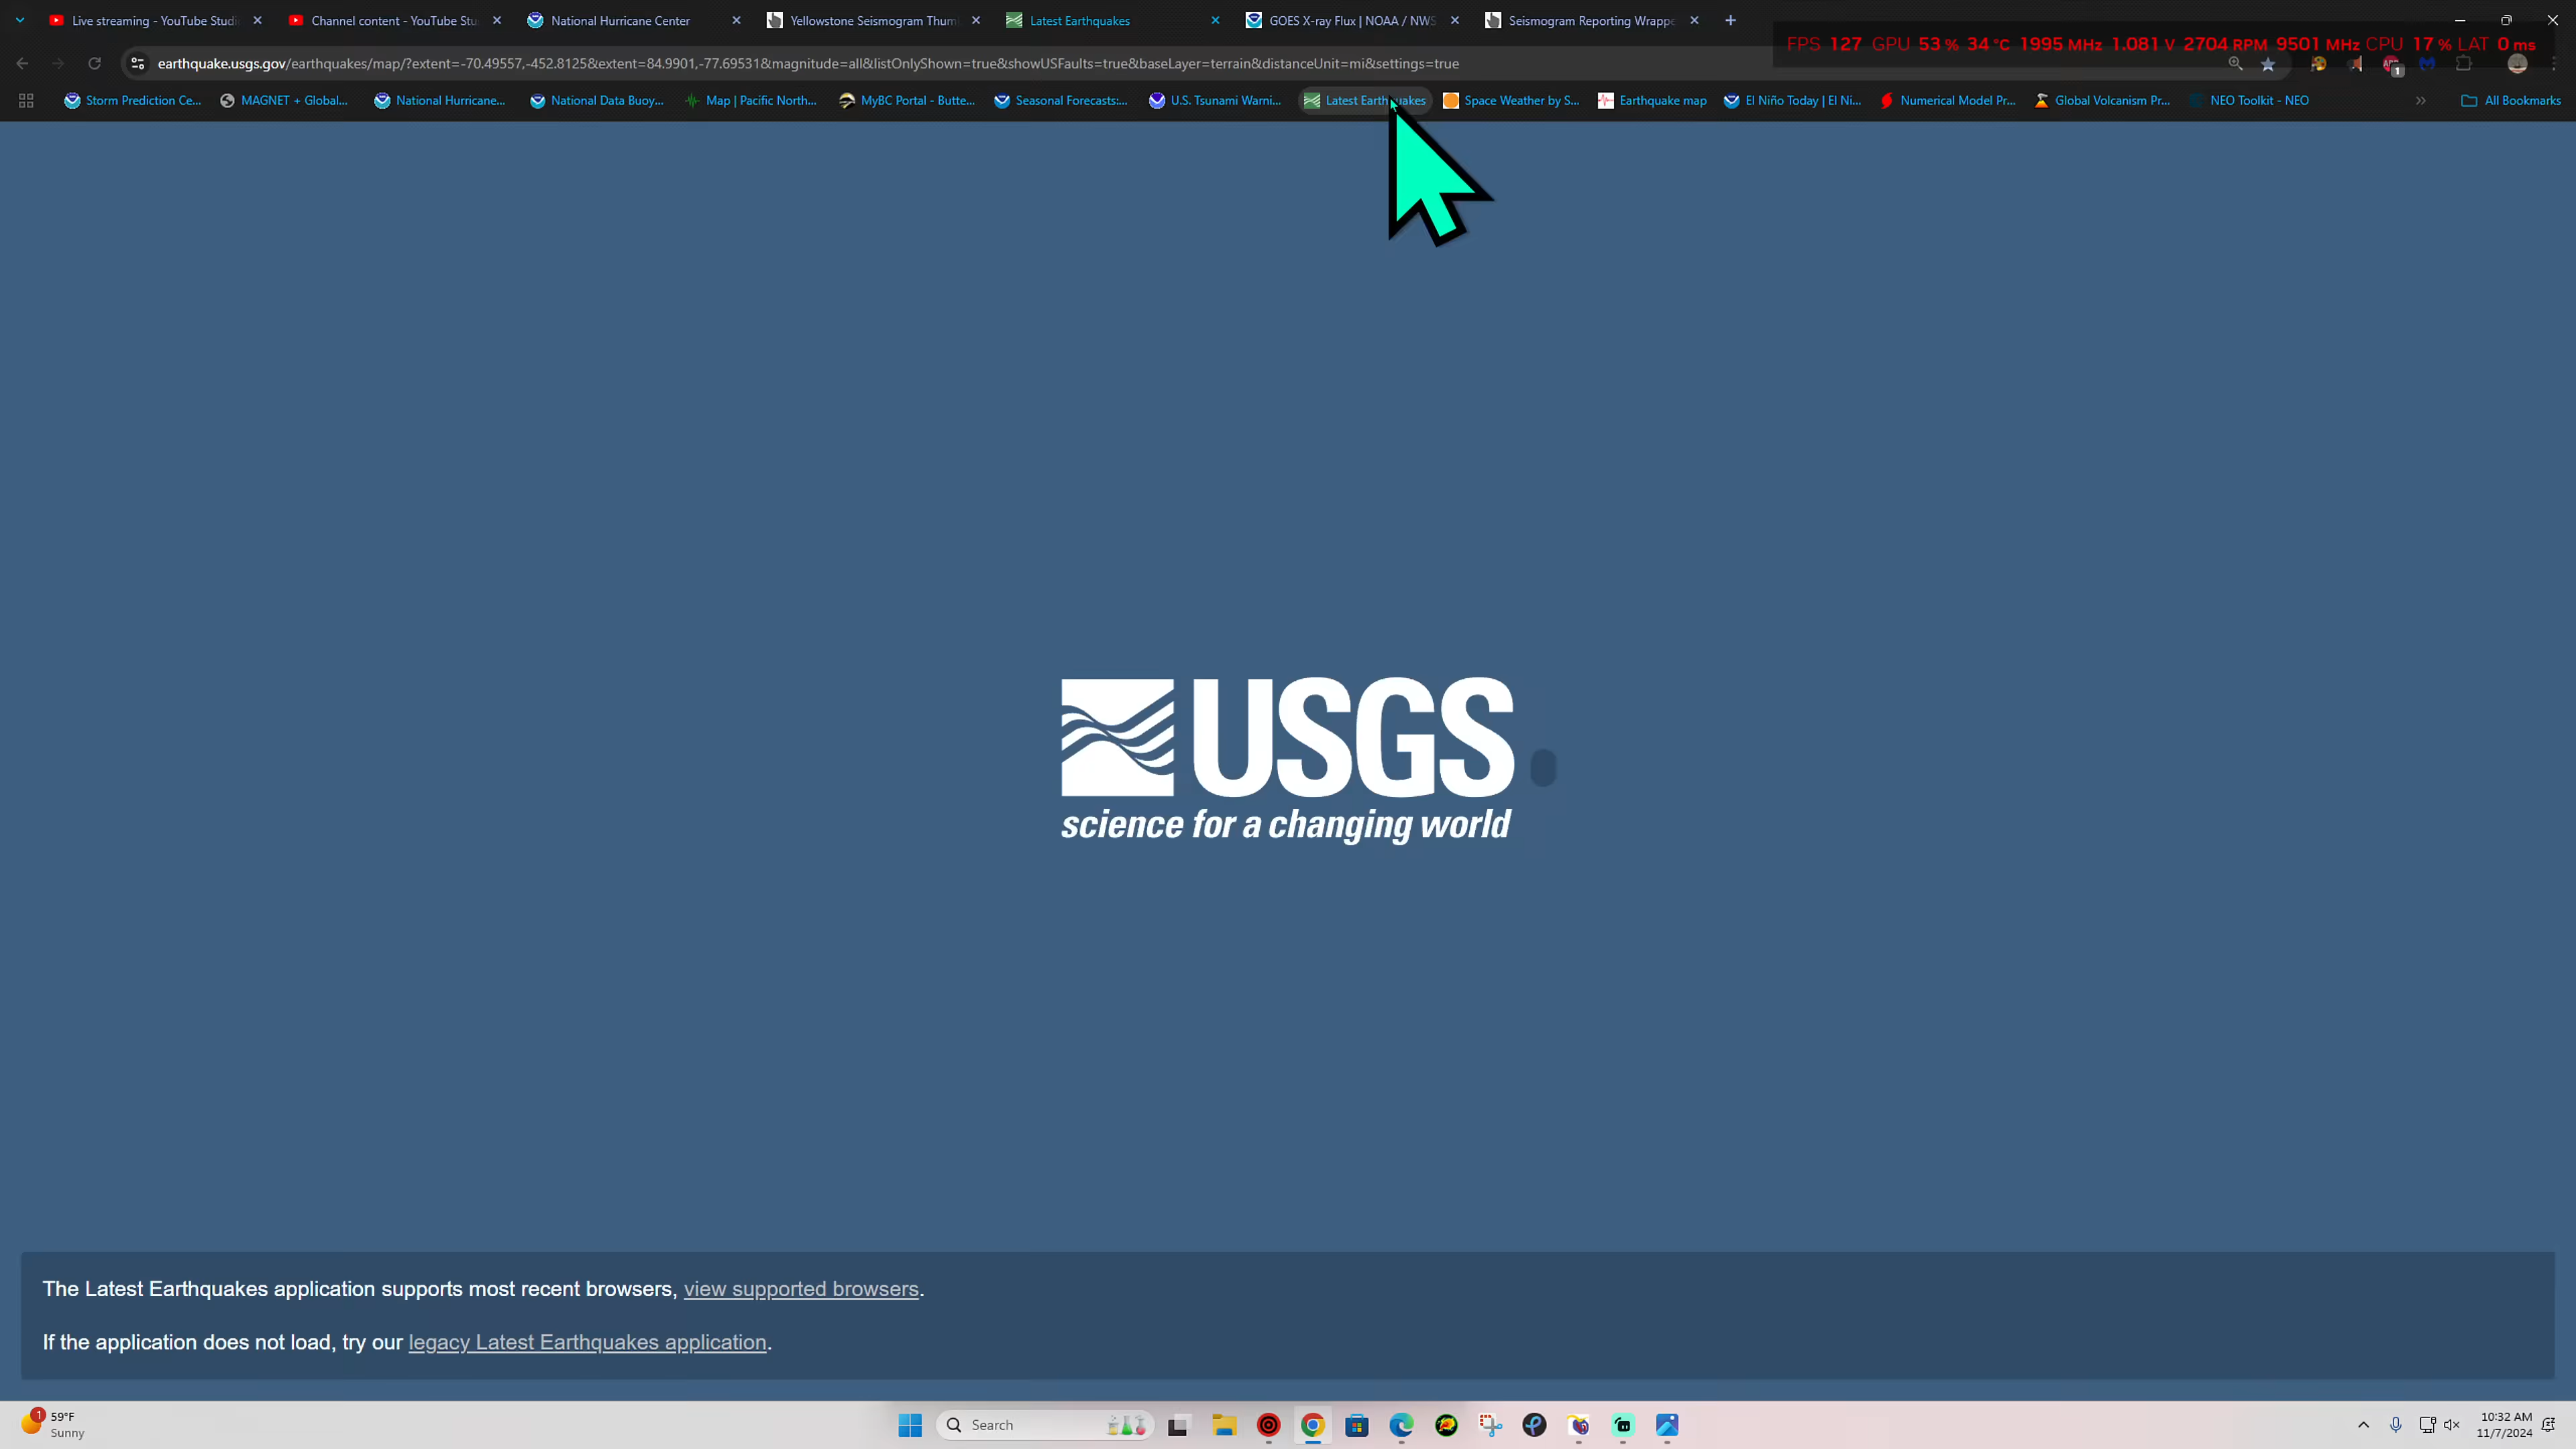 Live streaming - YouTube Studi
Channel content - YouTube Stu
National Hurricane Center
Yellowstone Seismogram Thum
Latest Earthquakes
GOES X-ray Flux | NOAA / NWS
Seismogram Reporting Wrappe
FPS 127 GPU 53 % 34 °C 1995 MHz 1.081 V 2704 RPM 9501 MHz CPU 17 % LAT 0 ms
earthquake.usgs.gov/earthquakes/map/?extent=-70.49557,-452.8125&extent=84.9901,-77.69531&magnitude=all&listOnlyShown=true&showUSFaults=true&baseLayer=terrain&distanceUnit=mi&settings=true
1
Storm Prediction Ce...
MAGNET + Global...
National Hurricane...
National Data Buoy...
Map | Pacific North...
MyBC Portal - Butte...
Seasonal Forecasts:...
U.S. Tsunami Warni...
Latest Earthquakes
Space Weather by S...
Earthquake map
El Niño Today | El Ni...
Numerical Model Pr...
Global Volcanism Pr...
NEO Toolkit - NEO
All Bookmarks
USGS
science for a changing world
The Latest Earthquakes application supports most recent browsers, view supported browsers.
If the application does not load, try our legacy Latest Earthquakes application.
1
59°F
Sunny
Search
10:32 AM
11/7/2024